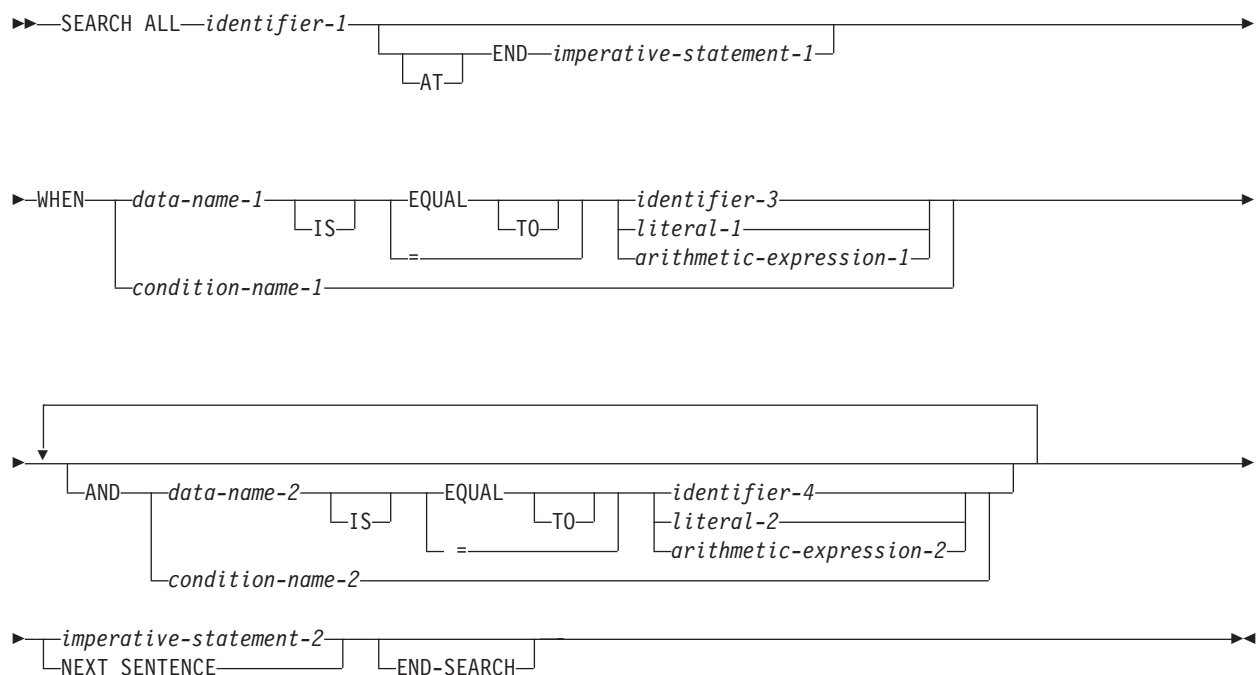 SEARCH ALL identifier-1
AT END imperative-statement-1
WHEN data-name-1 IS EQUAL TO identifier-3
= literal-1
arithmetic-expression-1
condition-name-1
AND data-name-2 IS EQUAL TO identifier-4
= literal-2
arithmetic-expression-2
condition-name-2
imperative-statement-2
NEXT SENTENCE END-SEARCH